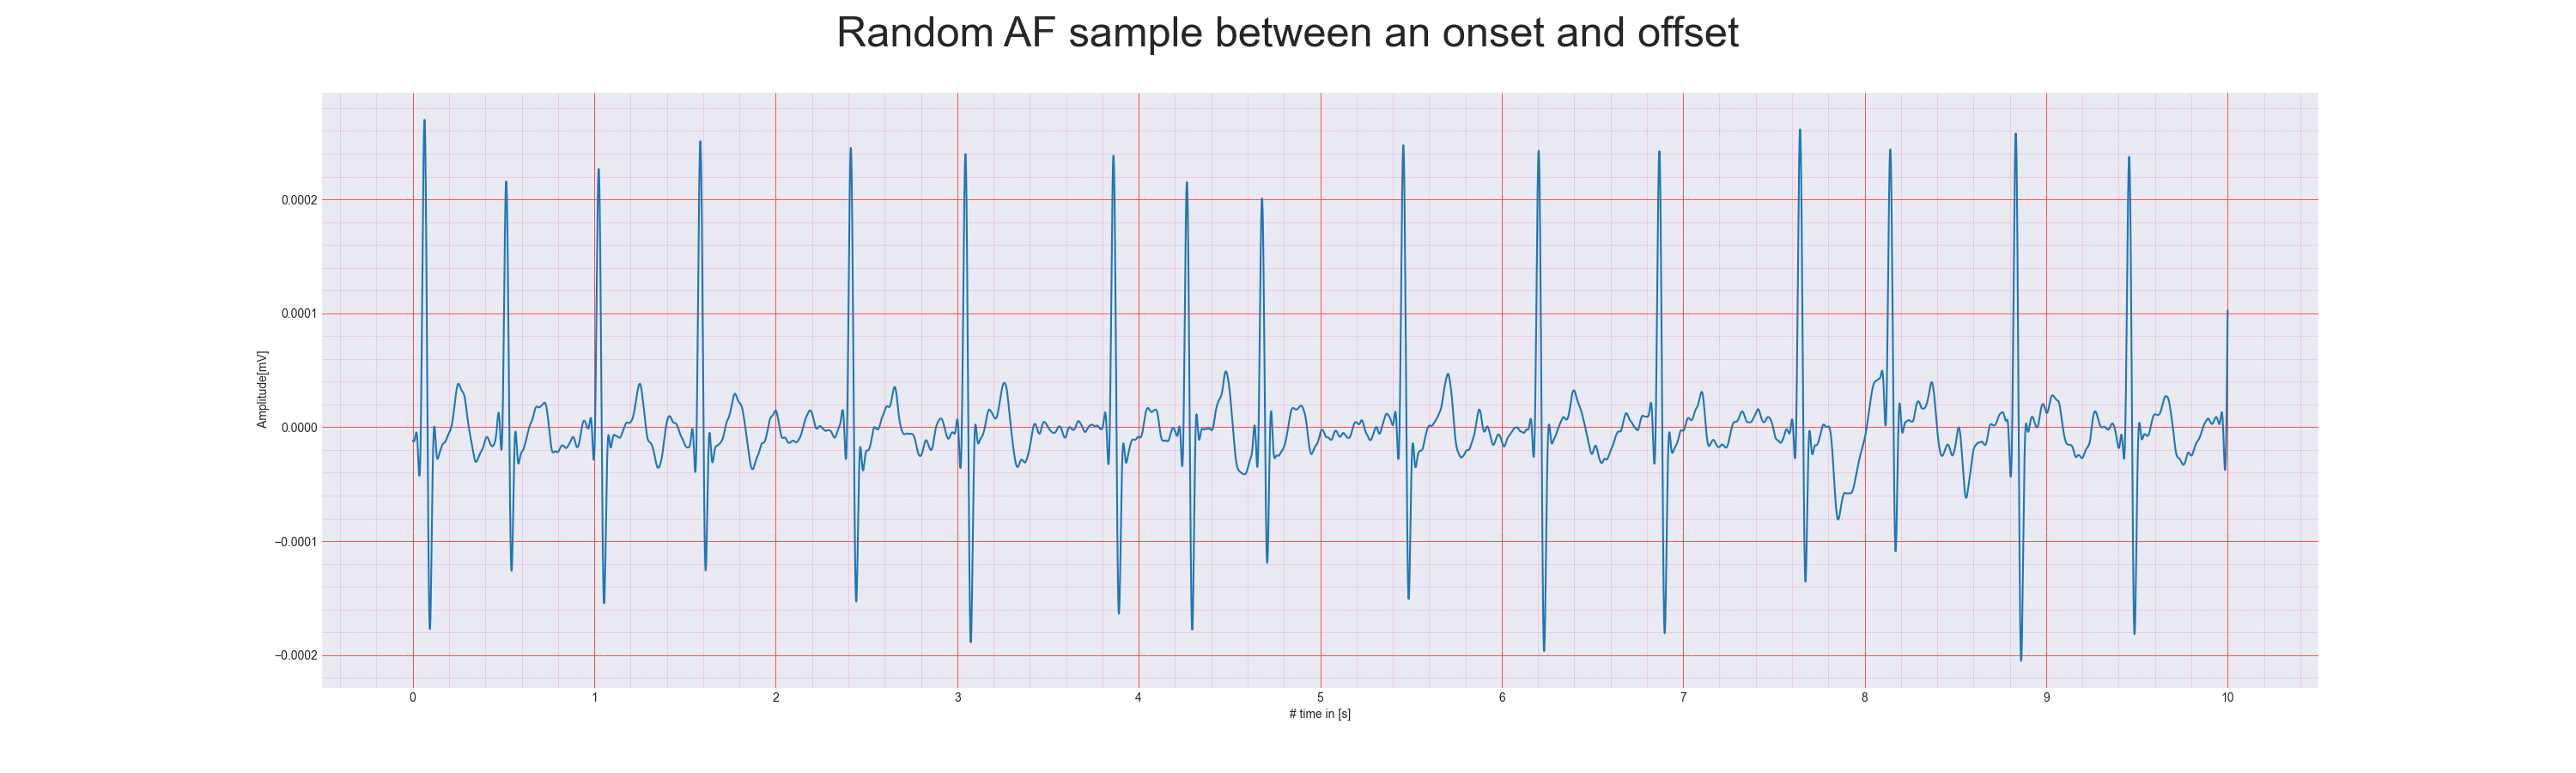 Random AF sample between an onset and offset
Amplitude[mV]
0.0002
0.0001
0.0000
−0.0001
−0.0002
0 1 2 3 4 5 6 7 8 9 10
# time in [s]